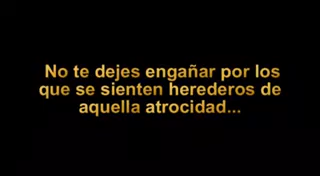 No te dejes engañar por los
que se sienten herederos de
aquella atrocidad...